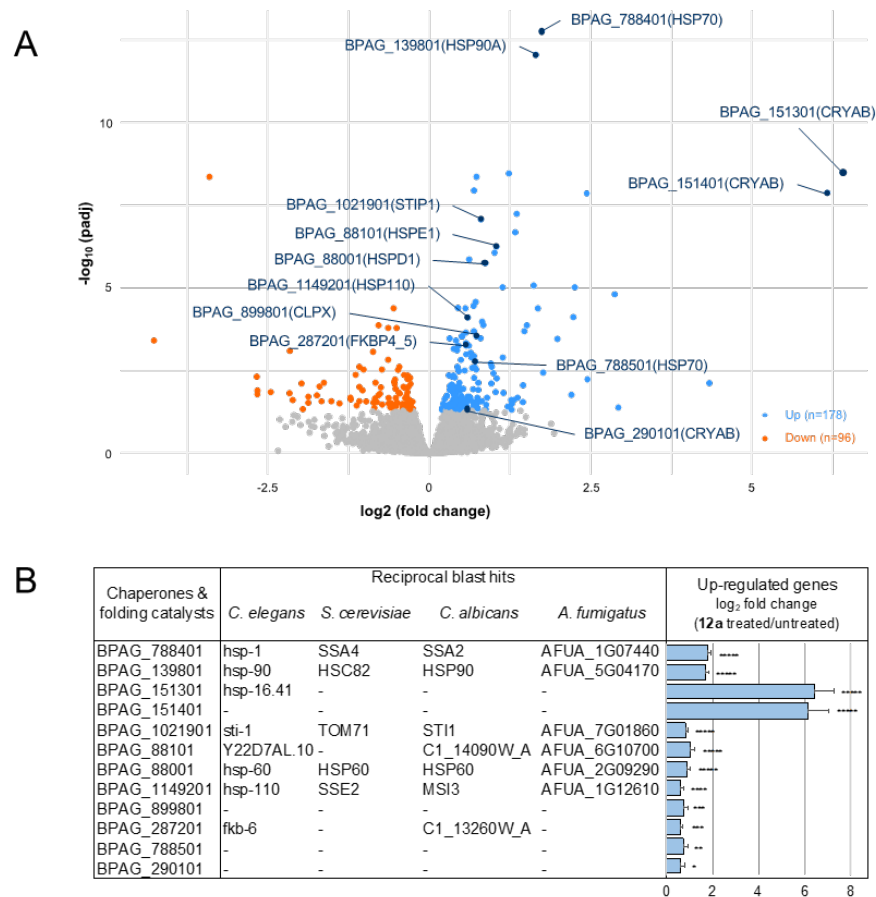 A
BPAG_788401(HSP70)
BPAG_139801(HSP90A)
BPAG_151301(CRYAB)
10
BPAG_151401(CRYAB)
BPAG_1021901(STIP1)
BPAG_88101(HSPE1)
BPAG_88001(HSPD1)
-log10 (padj)
BPAG_1149201(HSP110)
5
BPAG_899801(CLPX)
BPAG_287201(FKBP4_5)
BPAG_788501(HSP70)
Up (n=178)
BPAG_290101(CRYAB)
Down (n=96)
0
-2.5 0 2.5 5
log2 (fold change)
B
Chaperones & folding catalysts
Reciprocal blast hits
C. elegans S. cerevisiae C. albicans A. fumigatus
Up-regulated genes
log2 fold change
(12a treated/untreated)
BPAG_788401 hsp-1 SSA4 SSA2 AFUA_1G07440 *****
BPAG_139801 hsp-90 HSC82 HSP90 AFUA_5G04170 *****
BPAG_151301 hsp-16.41 - - - *****
BPAG_151401 - - - - *****
BPAG_1021901 sti-1 TOM71 STI1 AFUA_7G01860 *****
BPAG_88101 Y22D7AL.10 - C1_14090W_A AFUA_6G10700 *****
BPAG_88001 hsp-60 HSP60 HSP60 AFUA_2G09290 *****
BPAG_1149201 hsp-110 SSE2 MSI3 AFUA_1G12610 ****
BPAG_899801 - - - - ***
BPAG_287201 fkb-6 - C1_13260W_A - ***
BPAG_788501 - - - - **
BPAG_290101 - - - - *
0 2 4 6 8